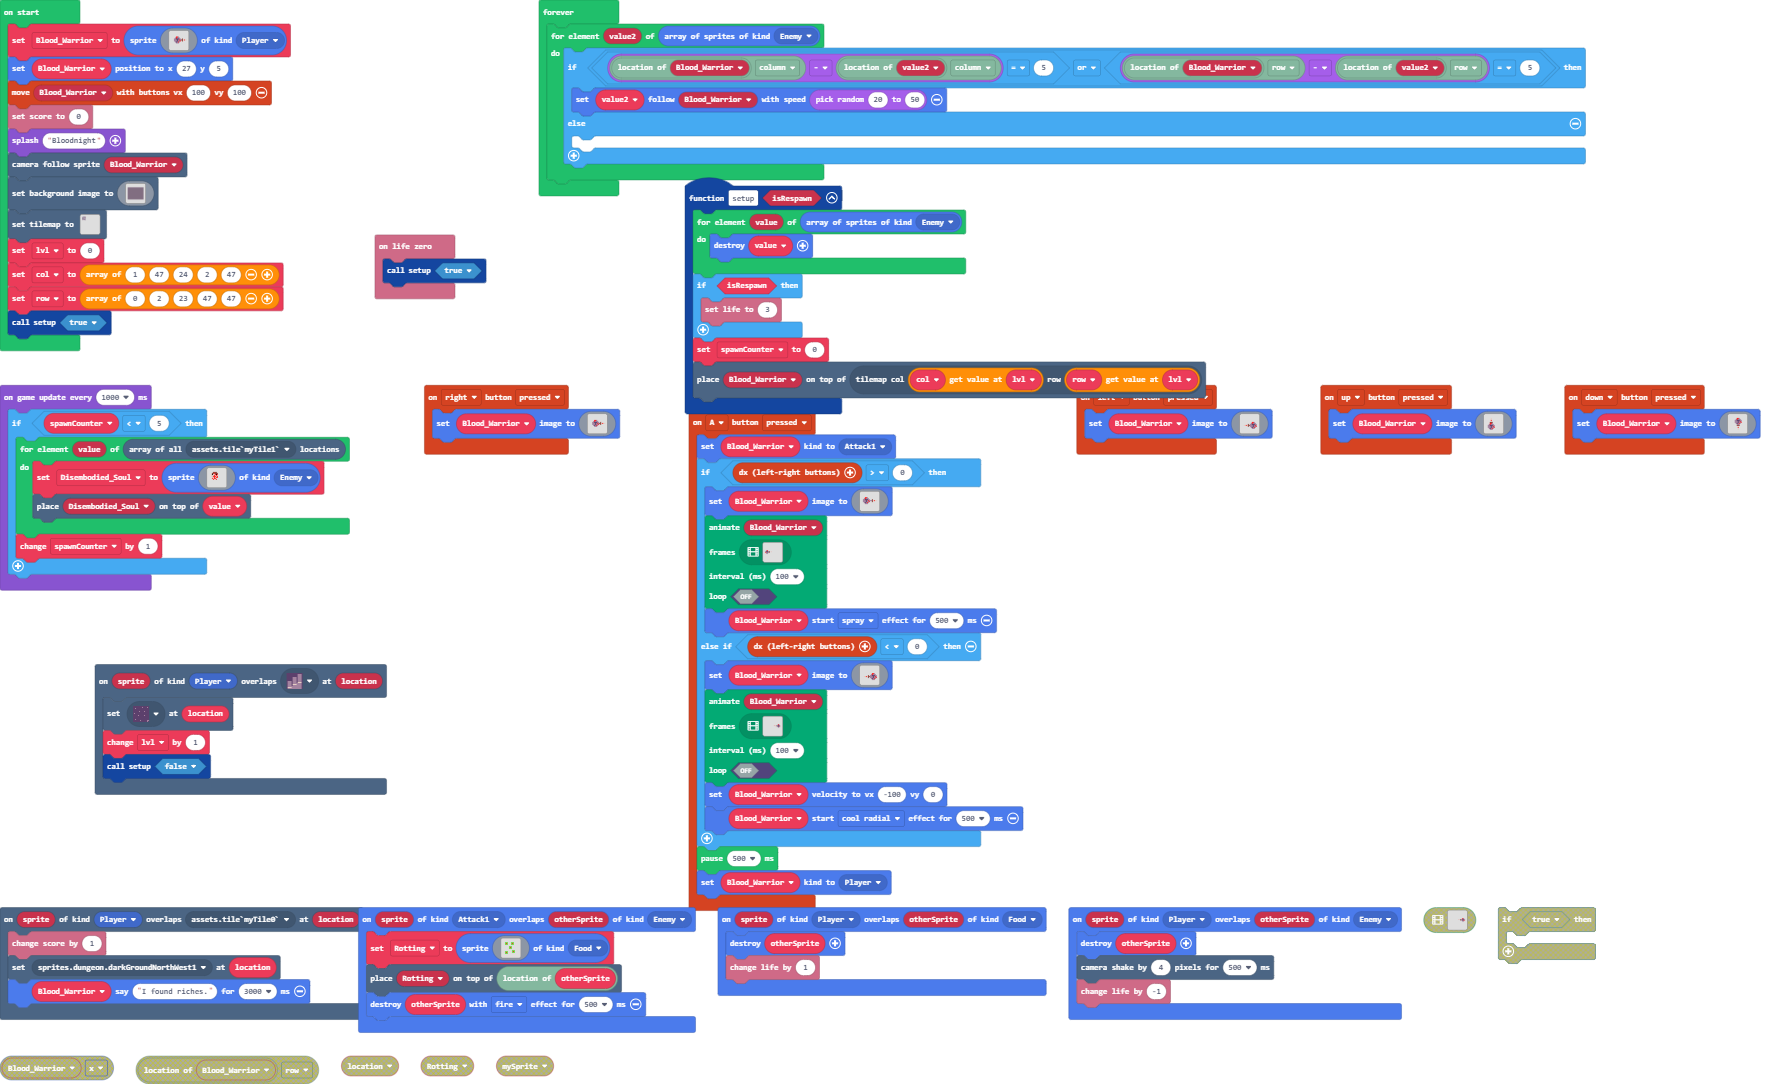 on start
set Blood_Warrior to sprite of kind Player
set Blood_Warrior position to x 27 y 5
move Blood_Warrior with buttons vx 100 vy 100
set score to 0
splash "Bloodnight"
camera follow sprite Blood_Warrior
set background image to
set tilemap to
set lvl to 0
set col to array of 1 47 24 2 47
set row to array of 0 2 23 47 47
call setup true
forever
for element value2 of array of sprites of kind Enemy
do
if location of Blood_Warrior column - location of value2 column = 5 or location of Blood_Warrior row - location of value2 row = 5 then
set value2 follow Blood_Warrior with speed pick random 20 to 50
else
on life zero
call setup true
function setup isRespawn
for element value of array of sprites of kind Enemy
do destroy value
if isRespawn then
set life to 3
set spawnCounter to 0
place Blood_Warrior on top of tilemap col col get value at lvl row row get value at lvl
on game update every 1000 ms
if spawnCounter < 5 then
for element value of array of all assets.tile`myTile1` locations
do
set Disembodied_Soul to sprite of kind Enemy
place Disembodied_Soul on top of value
change spawnCounter by 1
on right button pressed
set Blood_Warrior image to
button pressed
set Blood_Warrior image to
on up button pressed
set Blood_Warrior image to
on down button pressed
set Blood_Warrior image to
on A button pressed
set Blood_Warrior kind to Attack1
if dx (left-right buttons) > 0 then
set Blood_Warrior image to
animate Blood_Warrior
frames
interval (ms) 100
loop OFF
Blood_Warrior start spray effect for 500 ms
else if dx (left-right buttons) < 0 then
set Blood_Warrior image to
animate Blood_Warrior
frames
interval (ms) 100
loop OFF
set Blood_Warrior velocity to vx -100 vy 0
Blood_Warrior start cool radial effect for 500 ms
pause 500 ms
set Blood_Warrior kind to Player
on sprite of kind Player overlaps at location
set at location
change lvl by 1
call setup false
on sprite of kind Player overlaps assets.tile`myTile0` at location
change score by 1
set sprites.dungeon.darkGroundNorthWest1 at location
Blood_Warrior say "I found riches." for 3000 ms
on sprite of kind Attack1 overlaps otherSprite of kind Enemy
set Rotting to sprite of kind Food
place Rotting on top of location of otherSprite
destroy otherSprite with fire effect for 500 ms
on sprite of kind Player overlaps otherSprite of kind Food
destroy otherSprite
change life by 1
on sprite of kind Player overlaps otherSprite of kind Enemy
destroy otherSprite
camera shake by 4 pixels for 500 ms
change life by -1
if true then
Blood_Warrior x
location of Blood_Warrior row
location
Rotting
mySprite